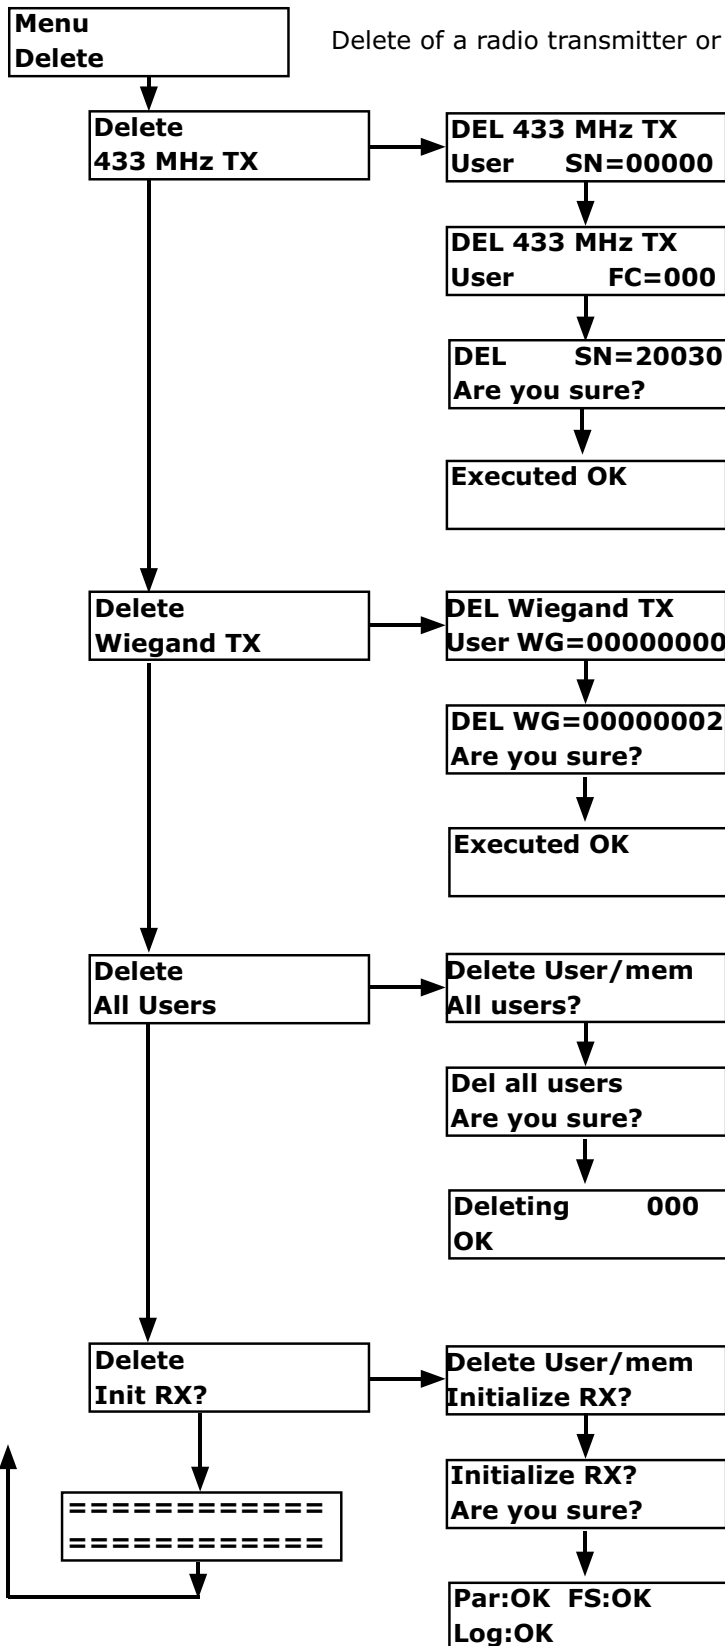 Menu
Delete
Delete of a radio transmitter or
Delete
433 MHz TX
DEL 433 MHz TX
User SN=00000
DEL 433 MHz TX
User FC=000
DEL SN=20030
Are you sure?
Executed OK
Delete
Wiegand TX
DEL Wiegand TX
User WG=00000000
DEL WG=00000002
Are you sure?
Executed OK
Delete
All Users
Delete User/mem
All users?
Del all users
Are you sure?
Deleting 000
OK
Delete
Init RX?
Delete User/mem
Initialize RX?
============
============
Initialize RX?
Are you sure?
Par:OK FS:OK
Log:OK